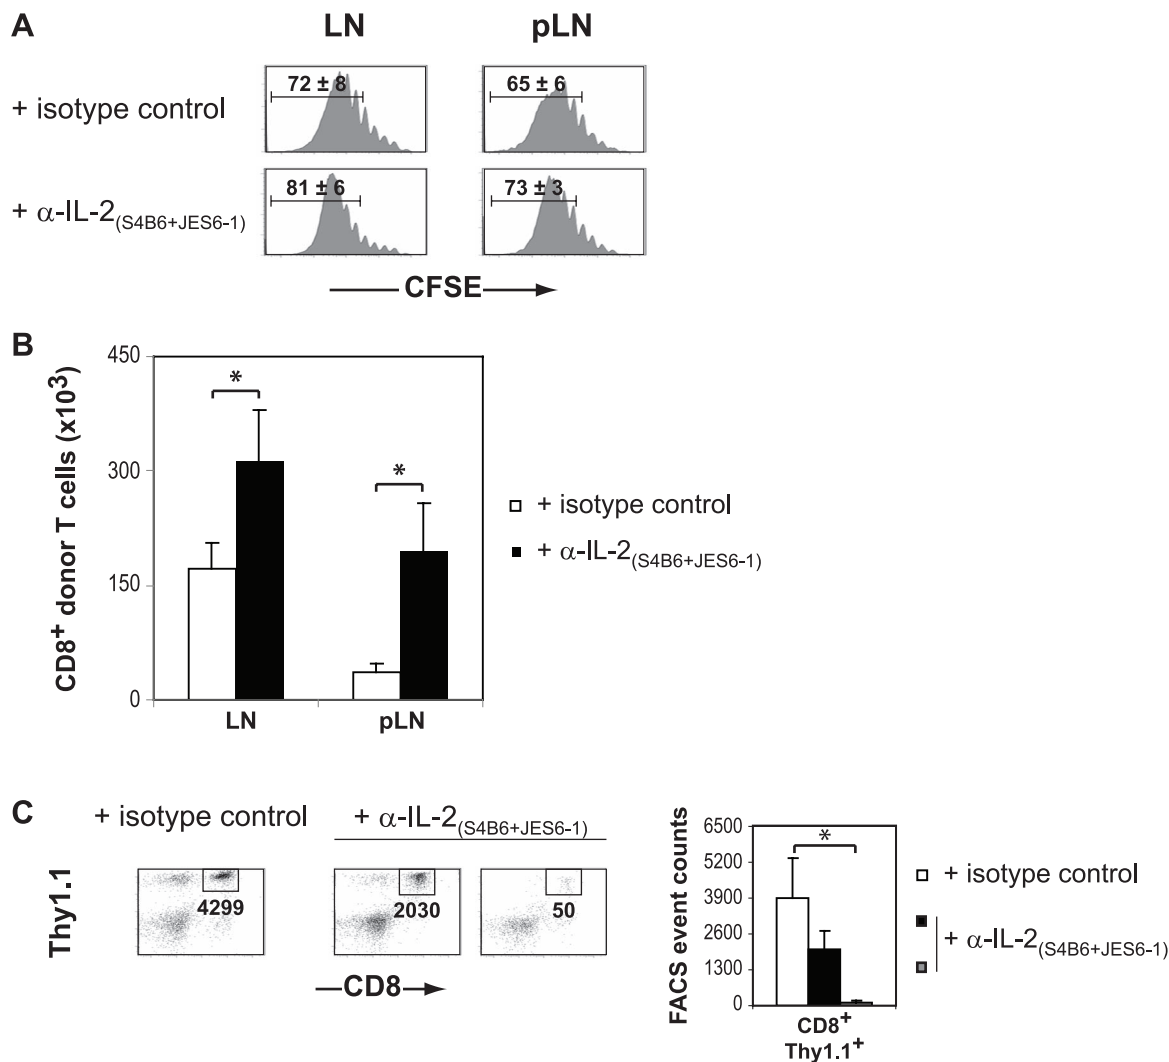 A
LN pLN
+ isotype control
72 ± 8 65 ± 6
+ α-IL-2(S4B6+JES6-1)
81 ± 6 73 ± 3
CFSE
B
CD8+ donor T cells (x10³)
450
300
150
0
* *
LN pLN
+ isotype control
+ α-IL-2(S4B6+JES6-1)
C
+ isotype control + α-IL-2(S4B6+JES6-1)
Thy1.1
4299 2030 50
CD8
FACS event counts
6500
5200
3900
2600
1300
0
*
CD8+
Thy1.1+
+ isotype control
+ α-IL-2(S4B6+JES6-1)